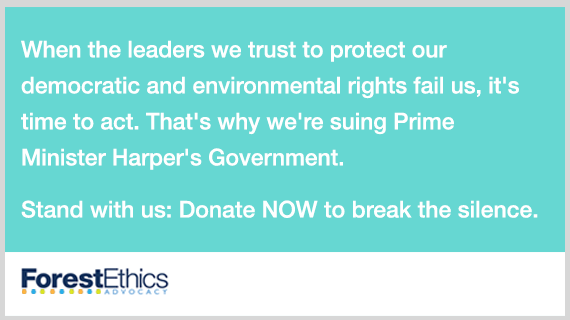 When the leaders we trust to protect our
democratic and environmental rights fail us, it's
time to act. That's why we're suing Prime
Minister Harper's Government.
Stand with us: Donate NOW to break the silence.
ForestEthics
ADVOCACY